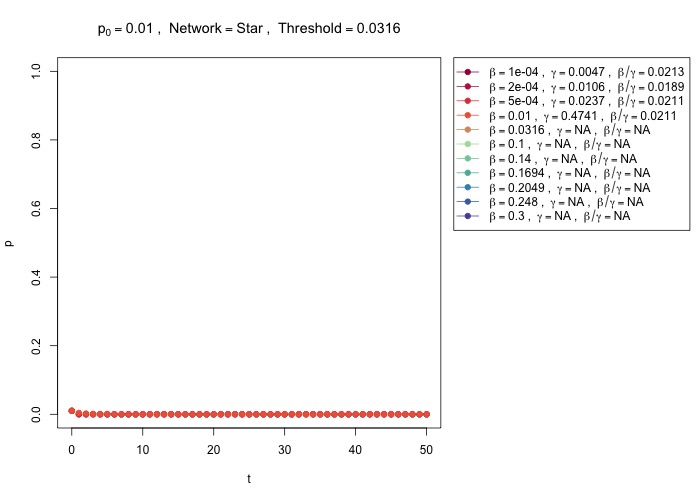 p₀ = 0.01 , Network = Star , Threshold = 0.0316
β = 1e-04 , γ = 0.0047 , β/γ = 0.0213
β = 2e-04 , γ = 0.0106 , β/γ = 0.0189
β = 5e-04 , γ = 0.0237 , β/γ = 0.0211
β = 0.01 , γ = 0.4741 , β/γ = 0.0211
β = 0.0316 , γ = NA , β/γ = NA
β = 0.1 , γ = NA , β/γ = NA
β = 0.14 , γ = NA , β/γ = NA
β = 0.1694 , γ = NA , β/γ = NA
β = 0.2049 , γ = NA , β/γ = NA
β = 0.248 , γ = NA , β/γ = NA
β = 0.3 , γ = NA , β/γ = NA
1.0
0.8
0.6
0.4
0.2
0.0
p
0 10 20 30 40 50
t